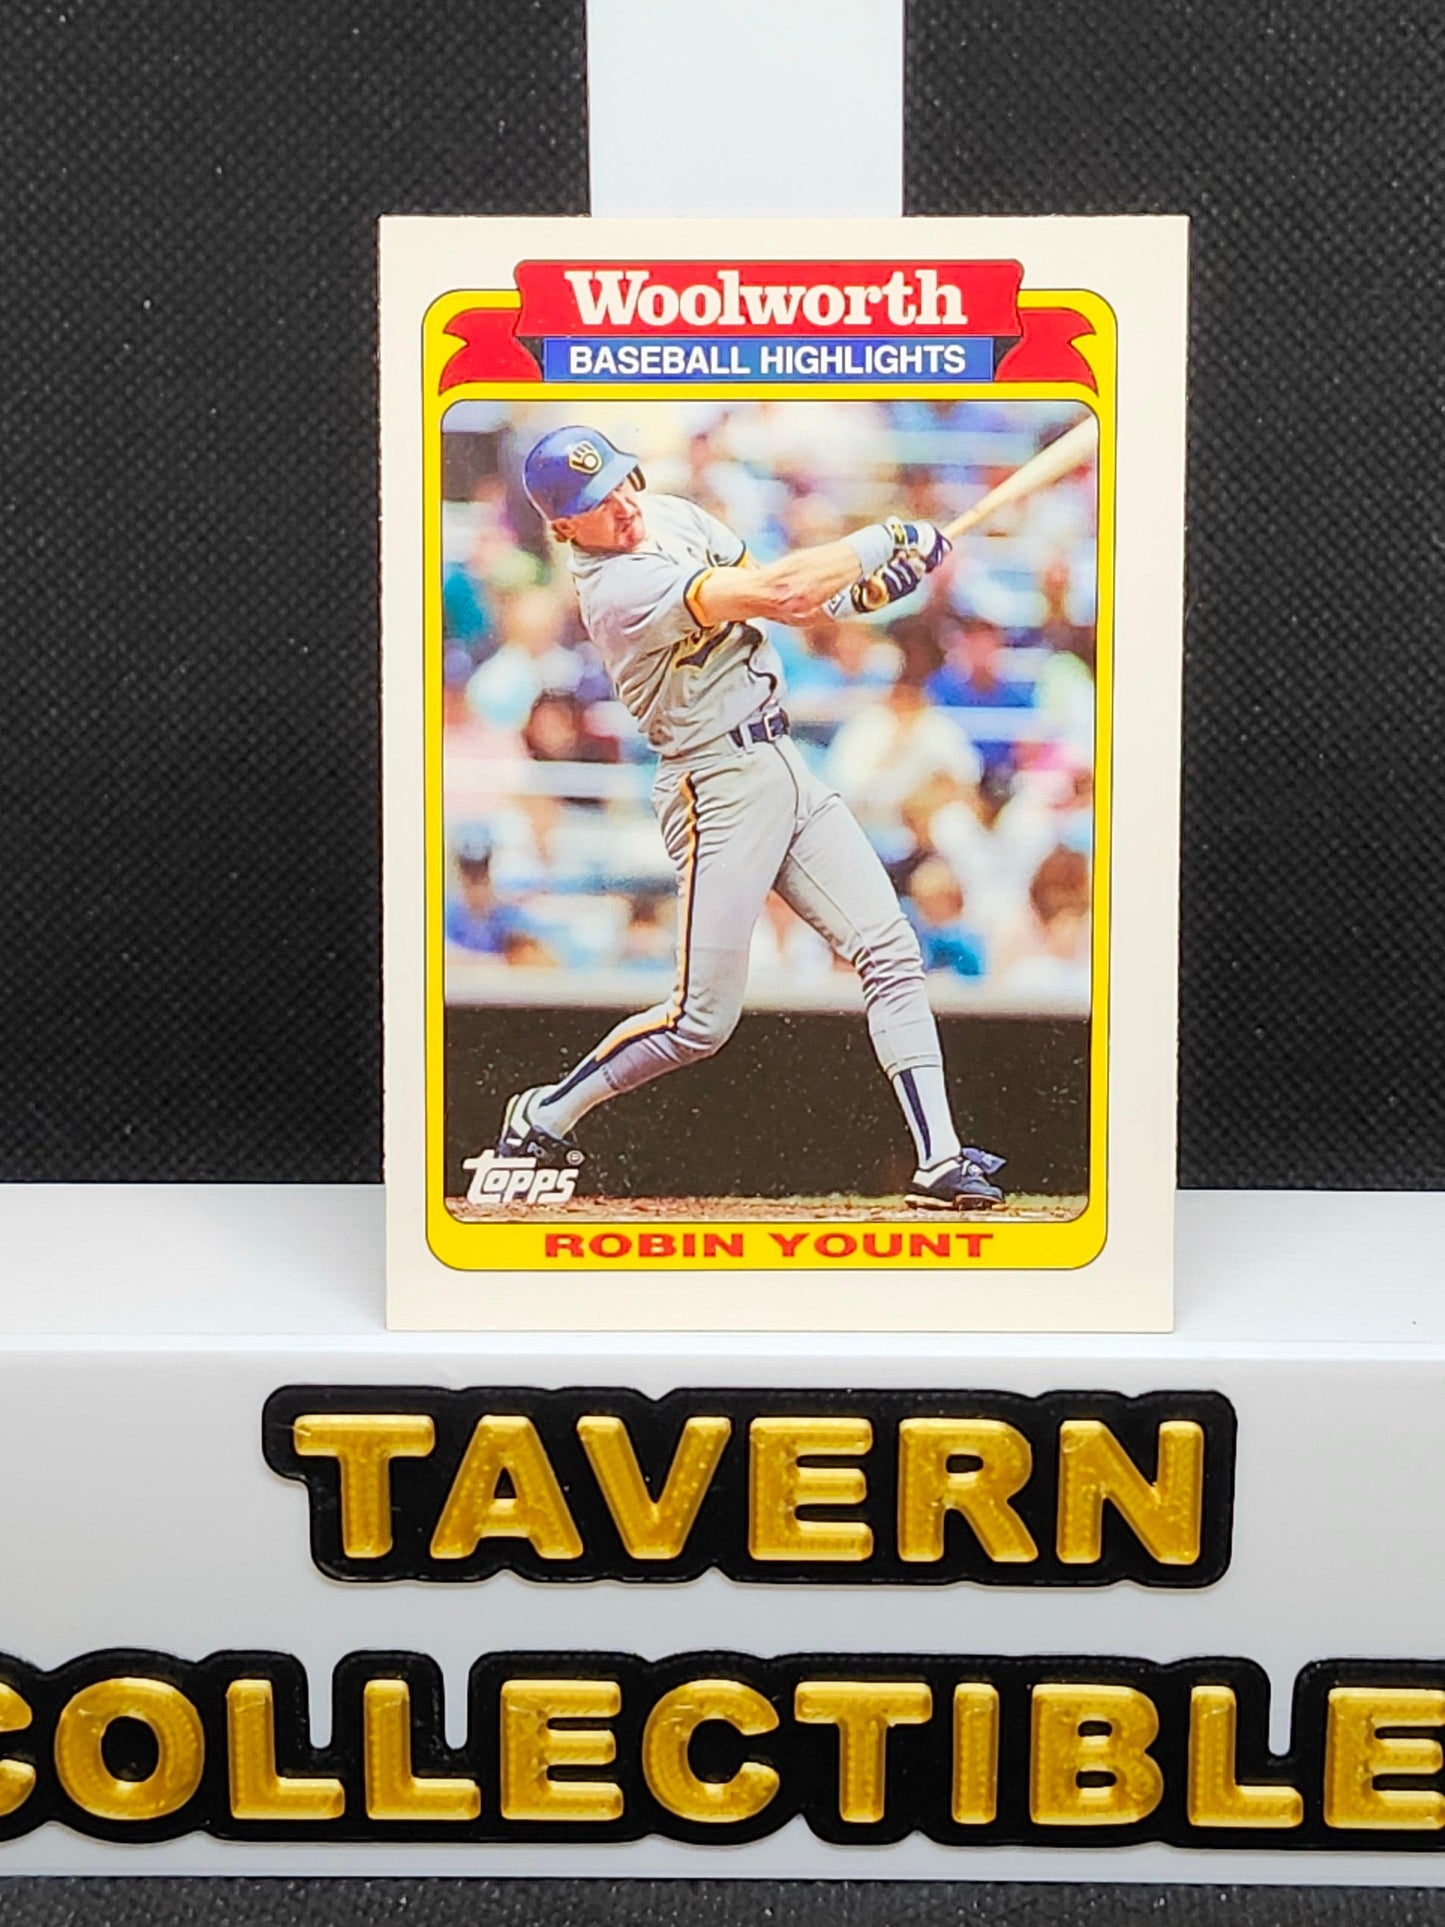 Woolworth
BASEBALL HIGHLIGHTS
topps®
ROBIN YOUNT
TAVERN
COLLECTIBLE